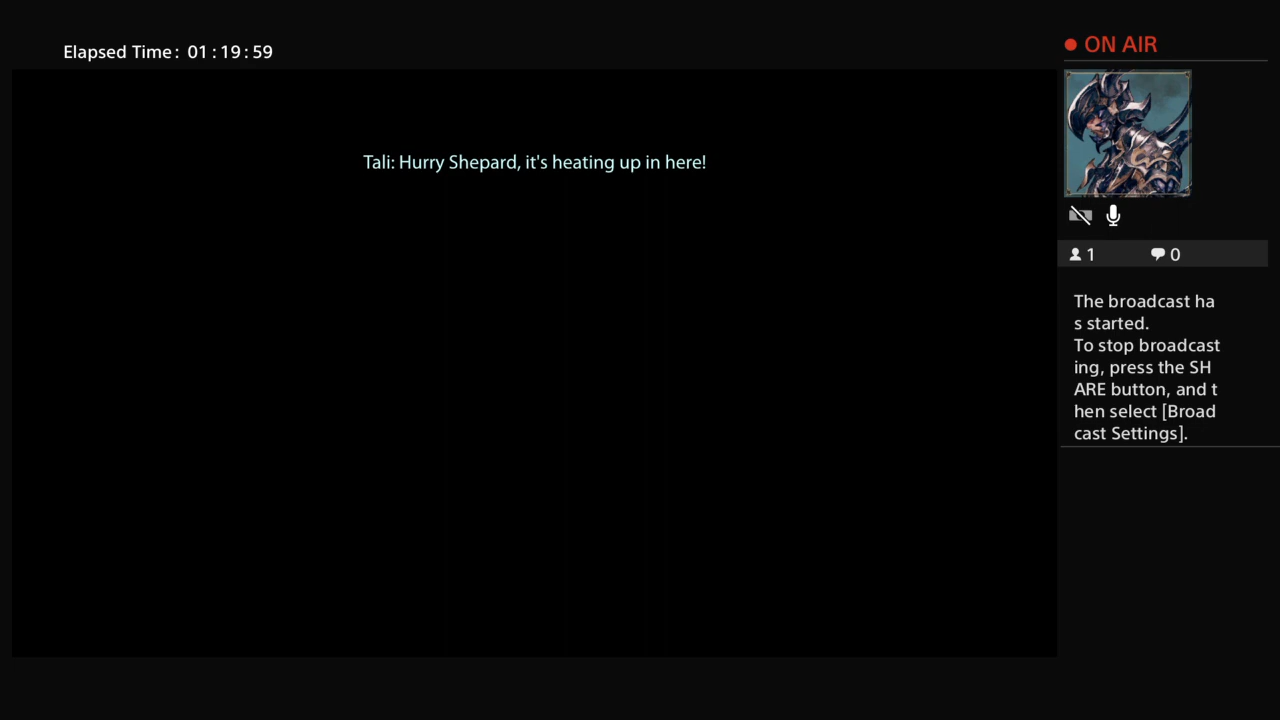 Elapsed Time: 01:19:59
ON AIR
Tali: Hurry Shepard, it's heating up in here!
1 0
The broadcast ha
s started.
To stop broadcast
ing, press the SH
ARE button, and t
hen select [Broad
cast Settings].